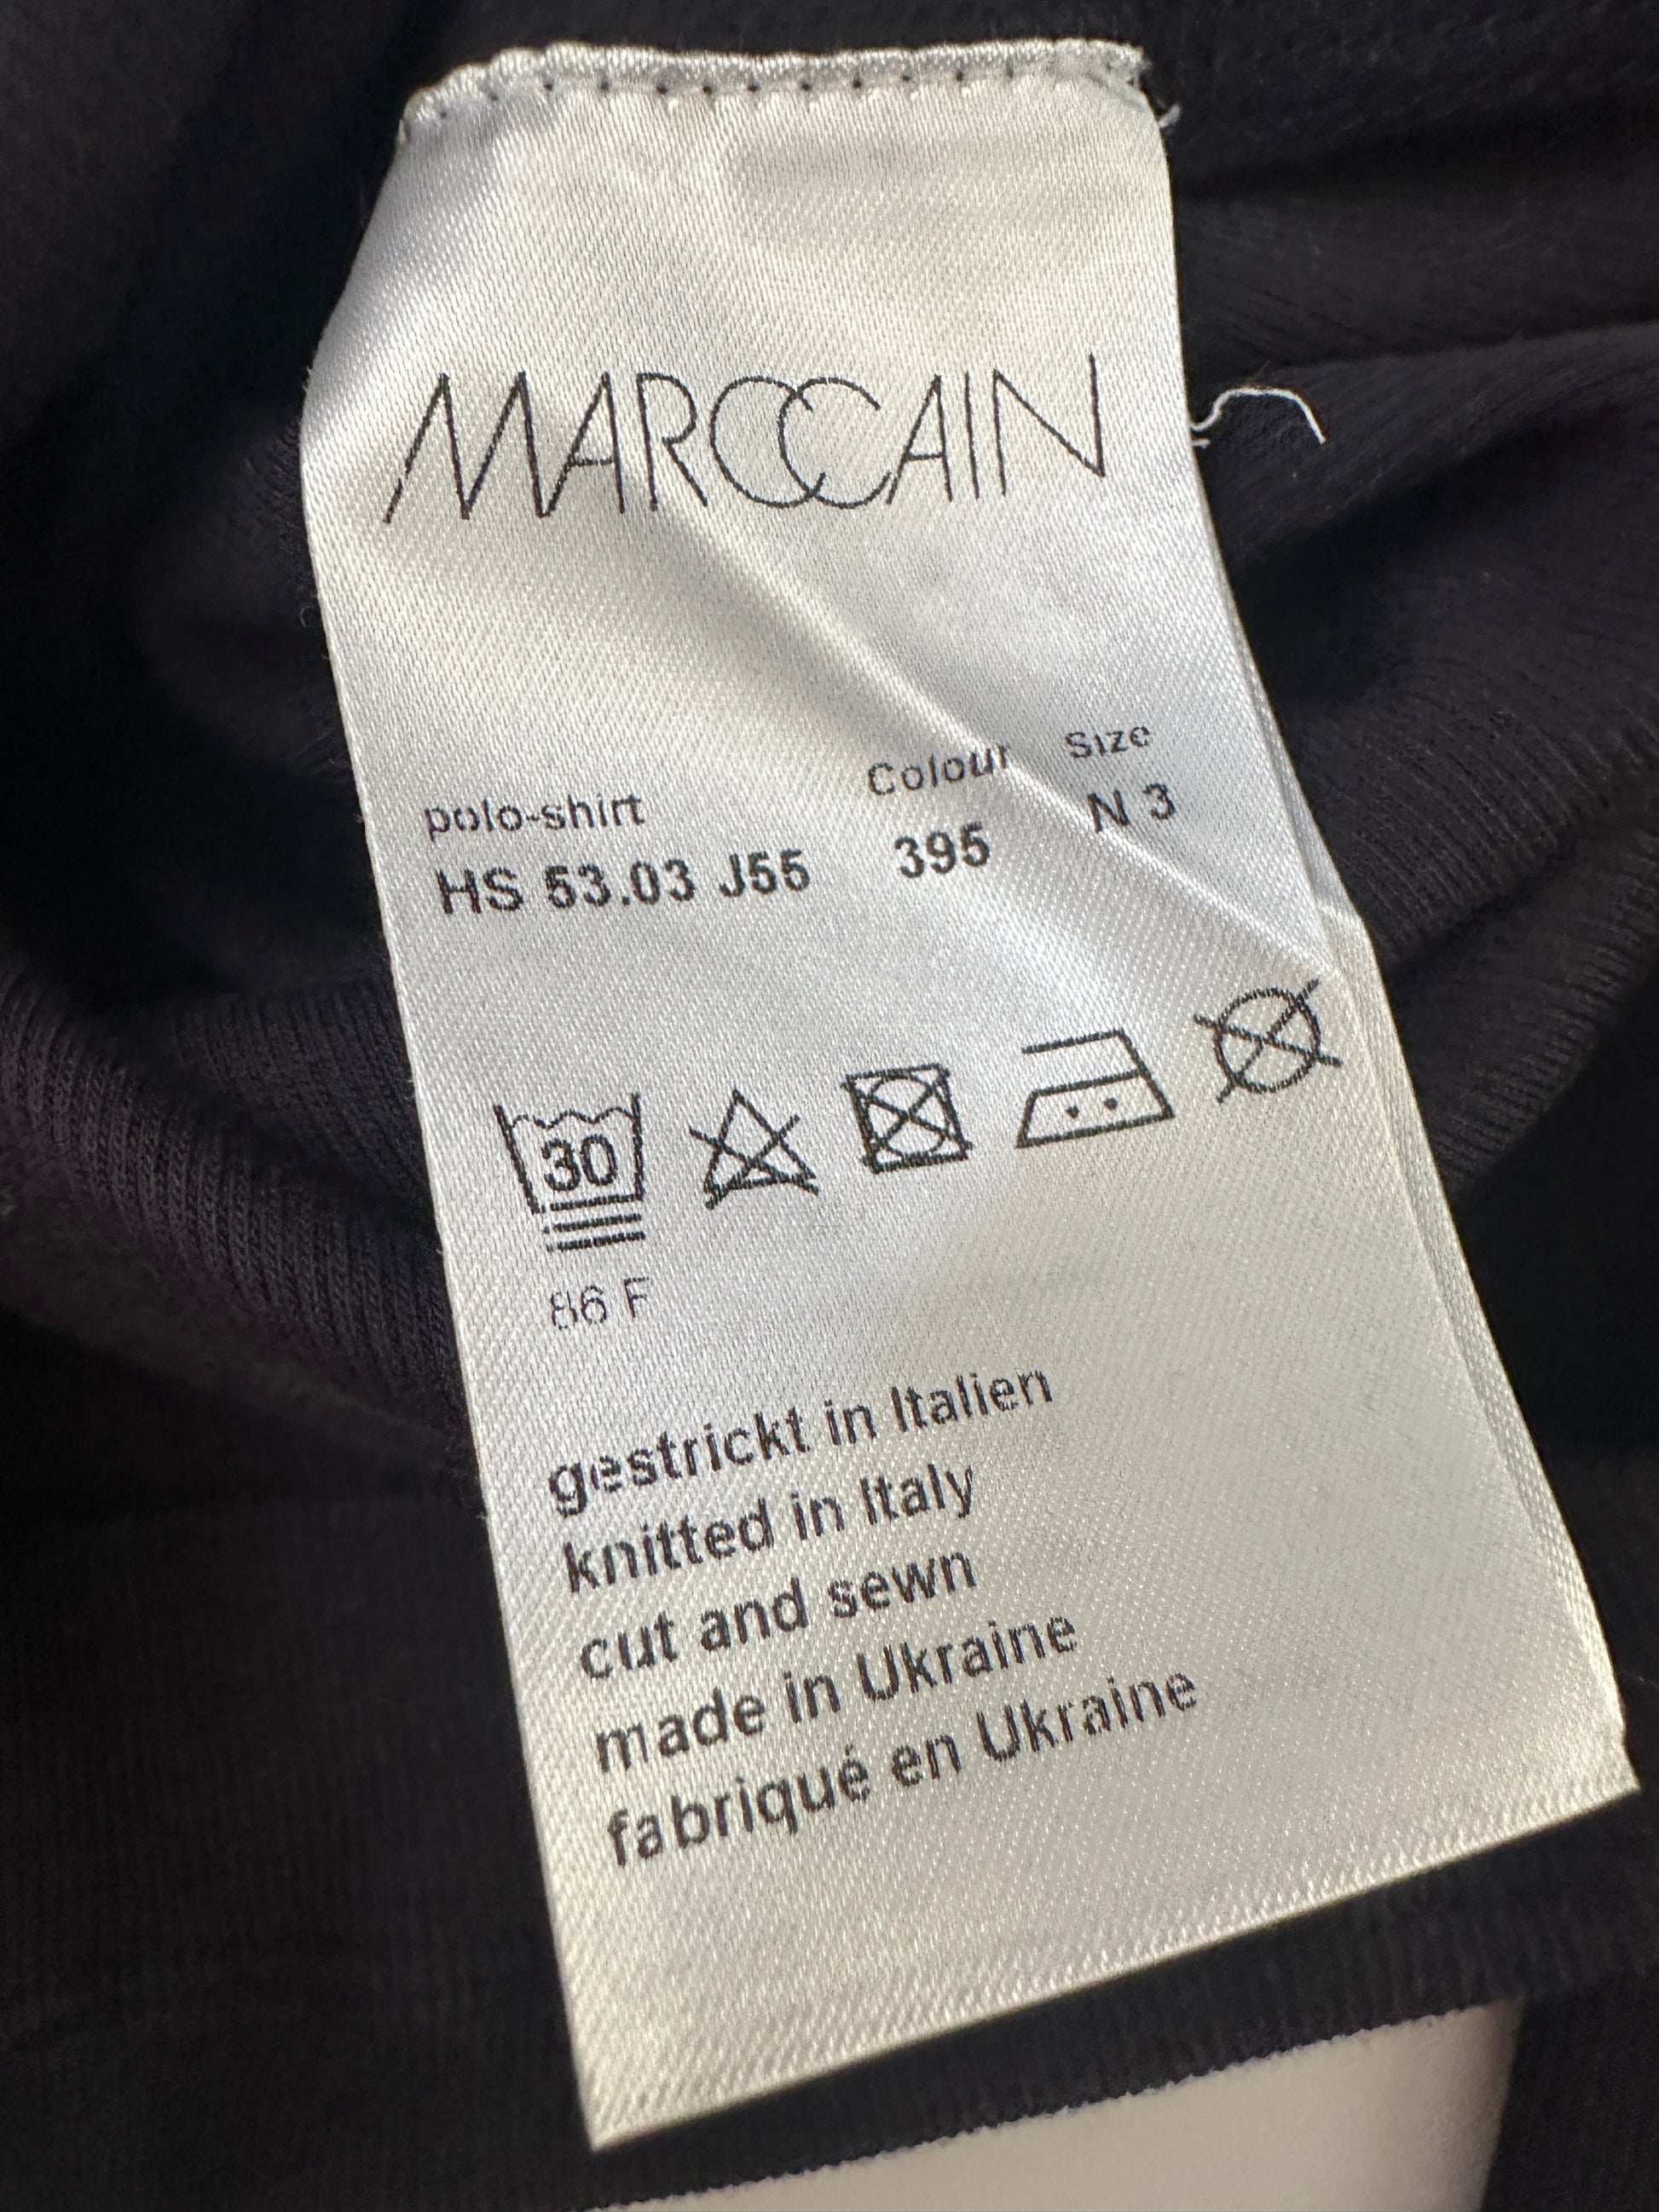 MARCCAIN
Colour Size
polo-shirt
HS 53.03 J55 395 N 3
30
86 F
gestrickt in Italien
knitted in Italy
cut and sewn
made in Ukraine
fabriqué en Ukraine